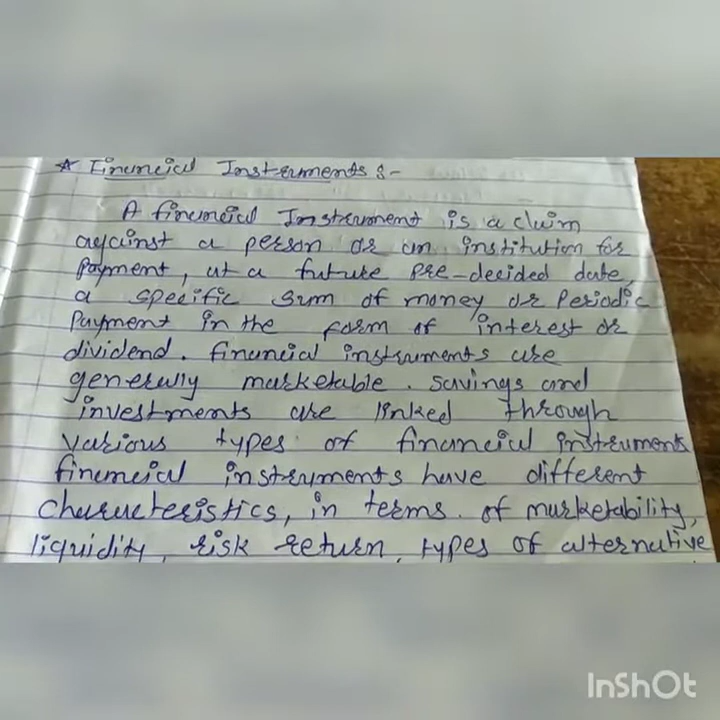 * Financial Instruments :-
A financial Instrument is a claim
against a person or an institution for
Payment, at a future pre-decided date,
a specific sum of money or Periodic
Payment in the form of interest or
dividend. financial instruments are
generally marketable. savings and
investments are linked through
various types of financial instruments
financial instruments have different
characteristics, in terms of marketability,
liquidity, risk return, types of alternative
InShOt